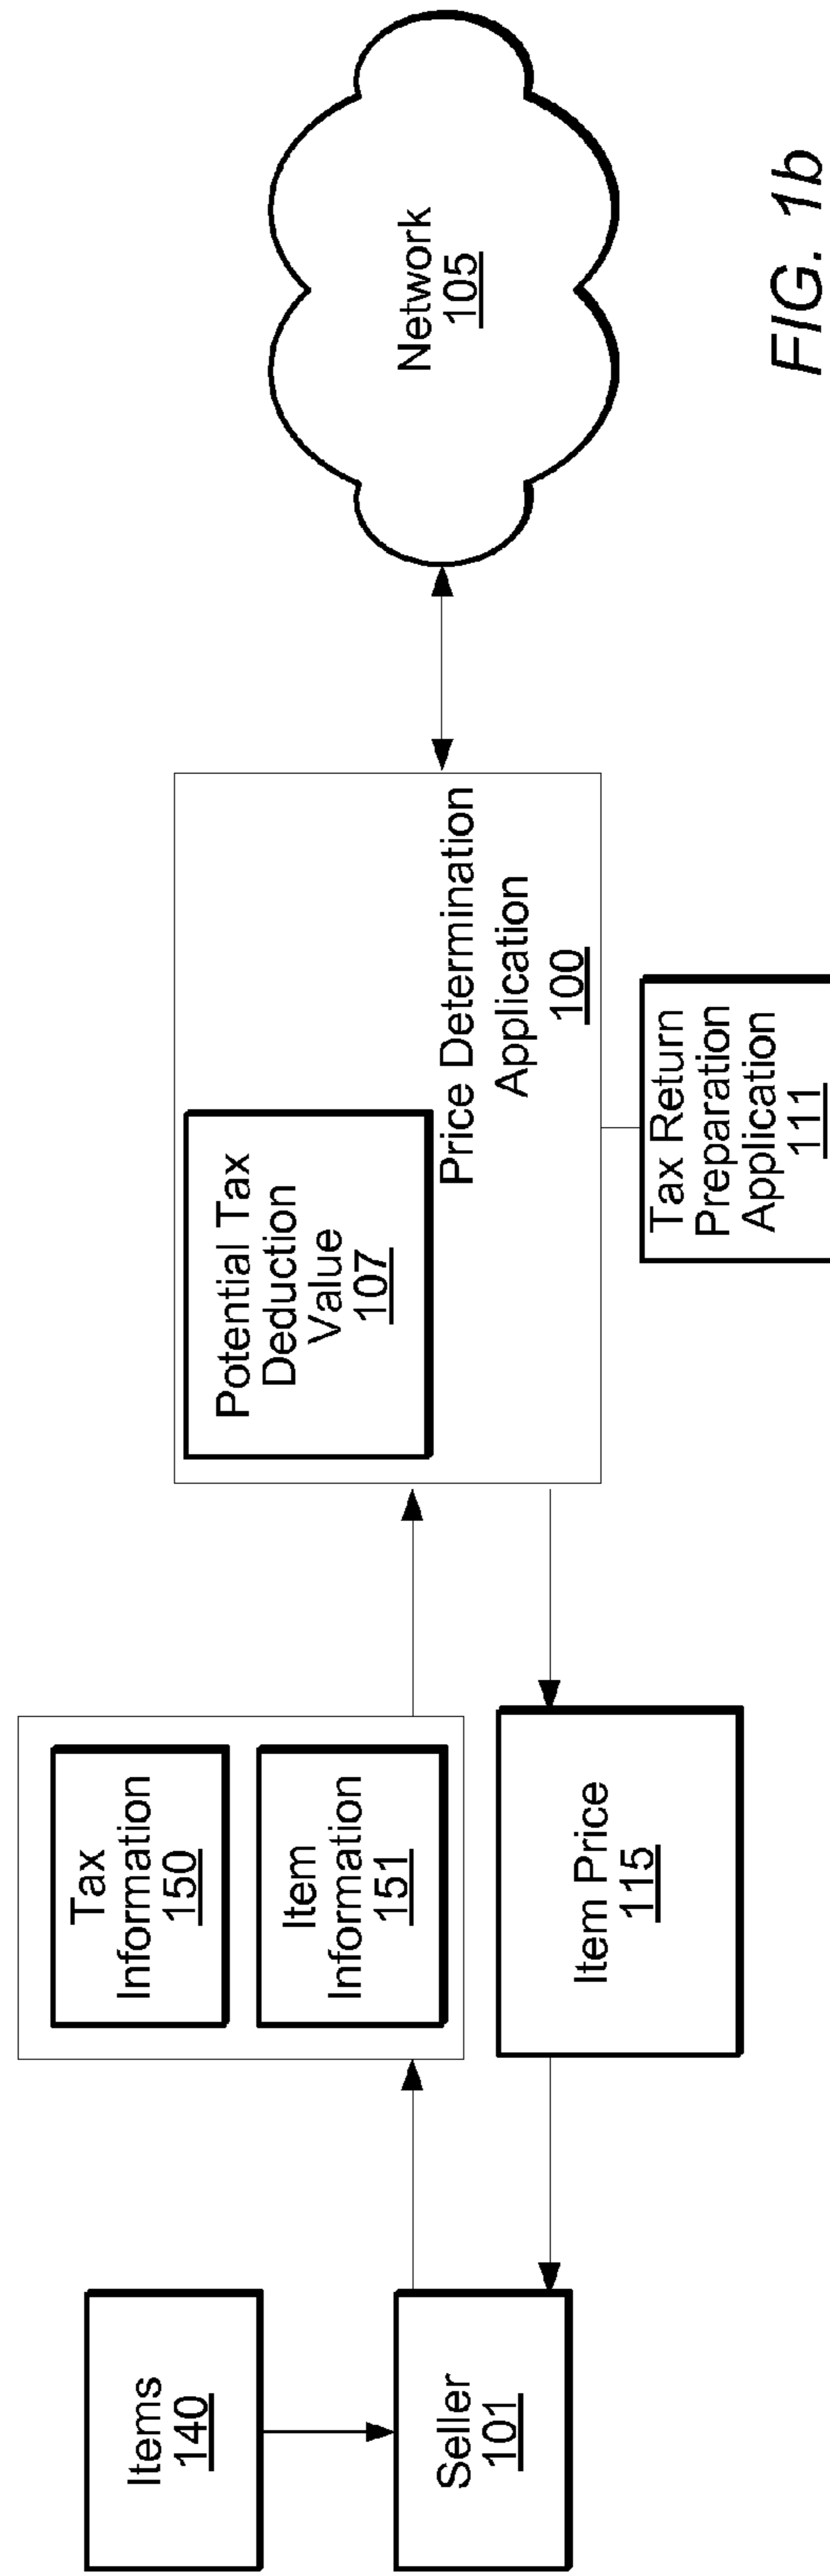 Items
140
Seller
101
Tax
Information
150
Item
Information
151
Item Price
115
Potential Tax
Deduction
Value
107
Price Determination
Application
100
Tax Return
Preparation
Application
111
Network
105
FIG. 1b